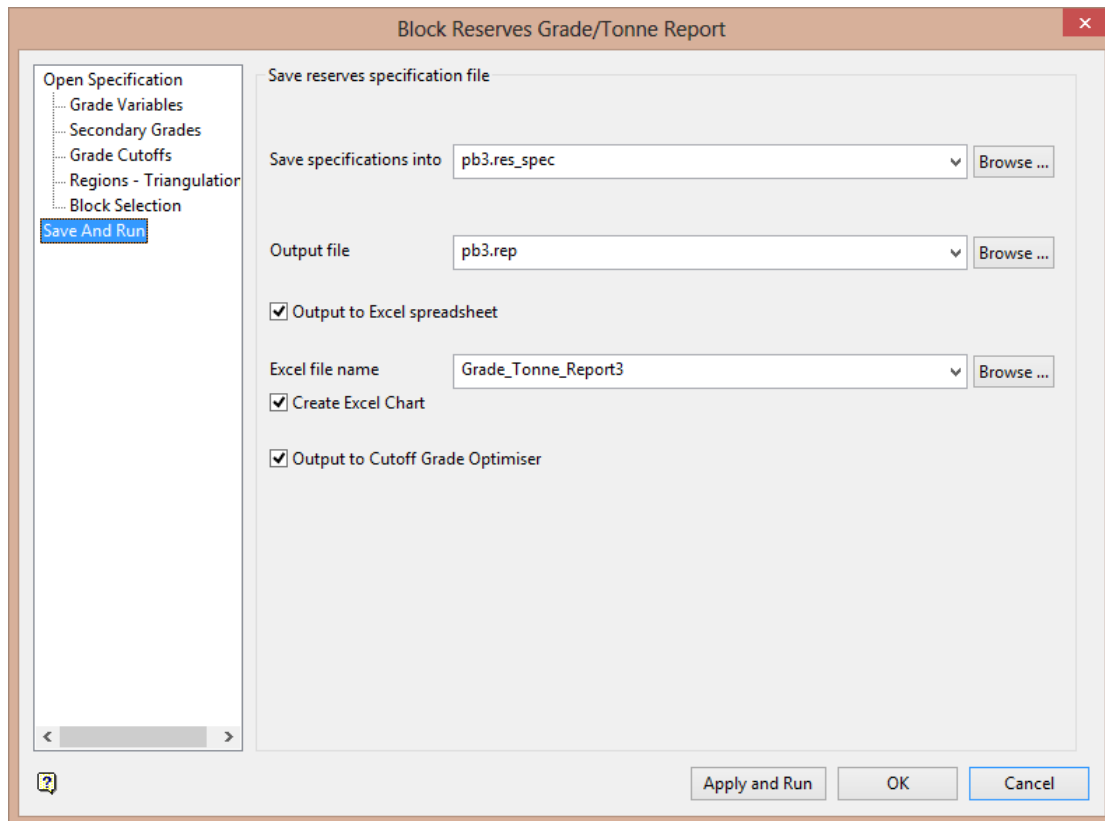 Block Reserves Grade/Tonne Report
Open Specification
Grade Variables
Secondary Grades
Grade Cutoffs
Regions - Triangulation
Block Selection
Save And Run
Save reserves specification file
Save specifications into pb3.res_spec Browse ...
Output file pb3.rep Browse ...
Output to Excel spreadsheet
Excel file name Grade_Tonne_Report3 Browse ...
Create Excel Chart
Output to Cutoff Grade Optimiser
Apply and Run OK Cancel